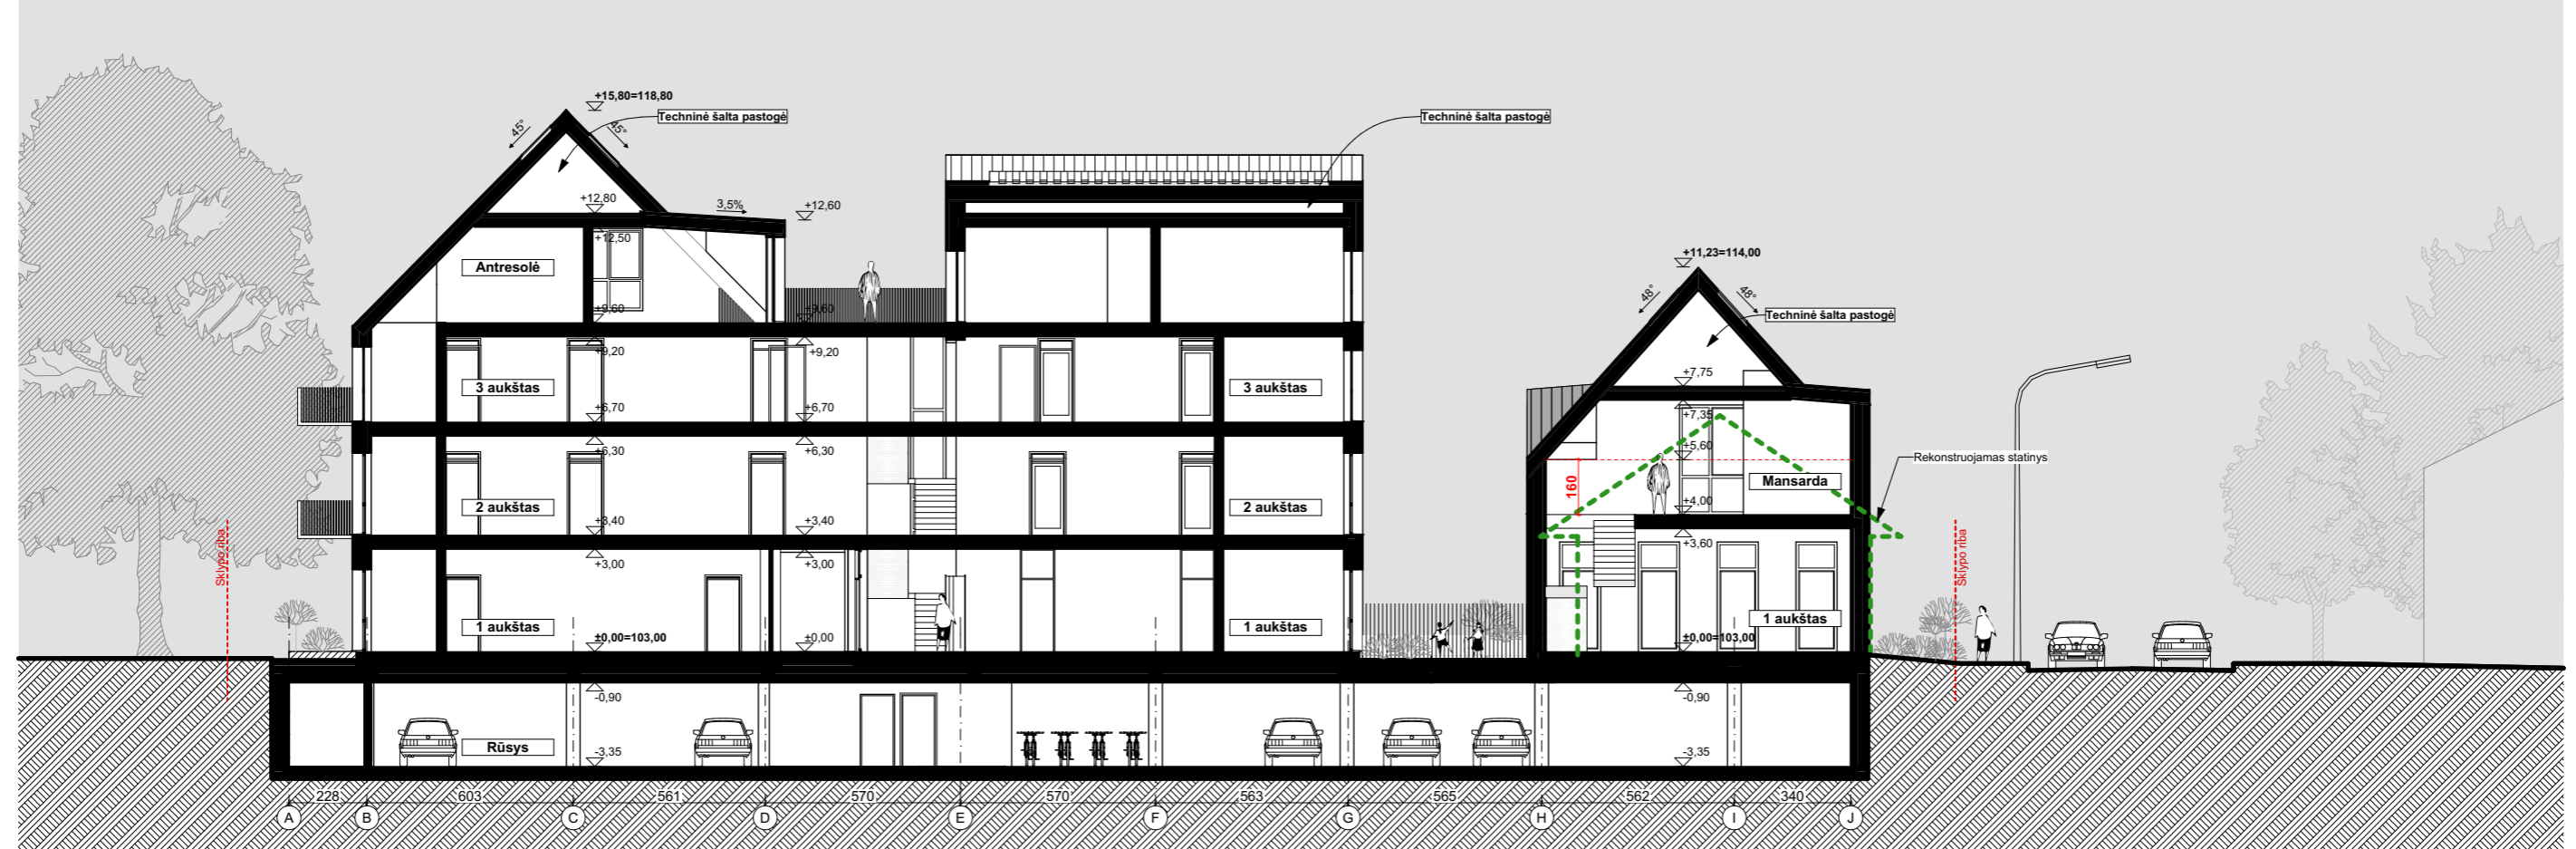 +15,80=118,80
Techninė šalta pastogė
Techninė šalta pastogė
45°
45°
+12,80
3,5%
+12,60
+12,50
Antresolė
+11,23=114,00
48°
48°
Techninė šalta pastogė
+9,60
+9,60
+9,20
+9,20
3 aukštas
3 aukštas
+7,75
+7,35
+6,70
+6,70
+6,30
+6,30
+5,60
Rekonstruojamas statinys
160
Mansarda
2 aukštas
2 aukštas
+4,00
+3,40
+3,40
+3,60
+3,00
+3,00
Sklypo riba
Sklypo riba
1 aukštas
1 aukštas
1 aukštas
±0,00=103,00
±0,00
±0,00=103,00
-0,90
-0,90
Rūsys
-3,35
-3,35
228
603
561
570
570
563
565
562
340
A
B
C
D
E
F
G
H
I
J